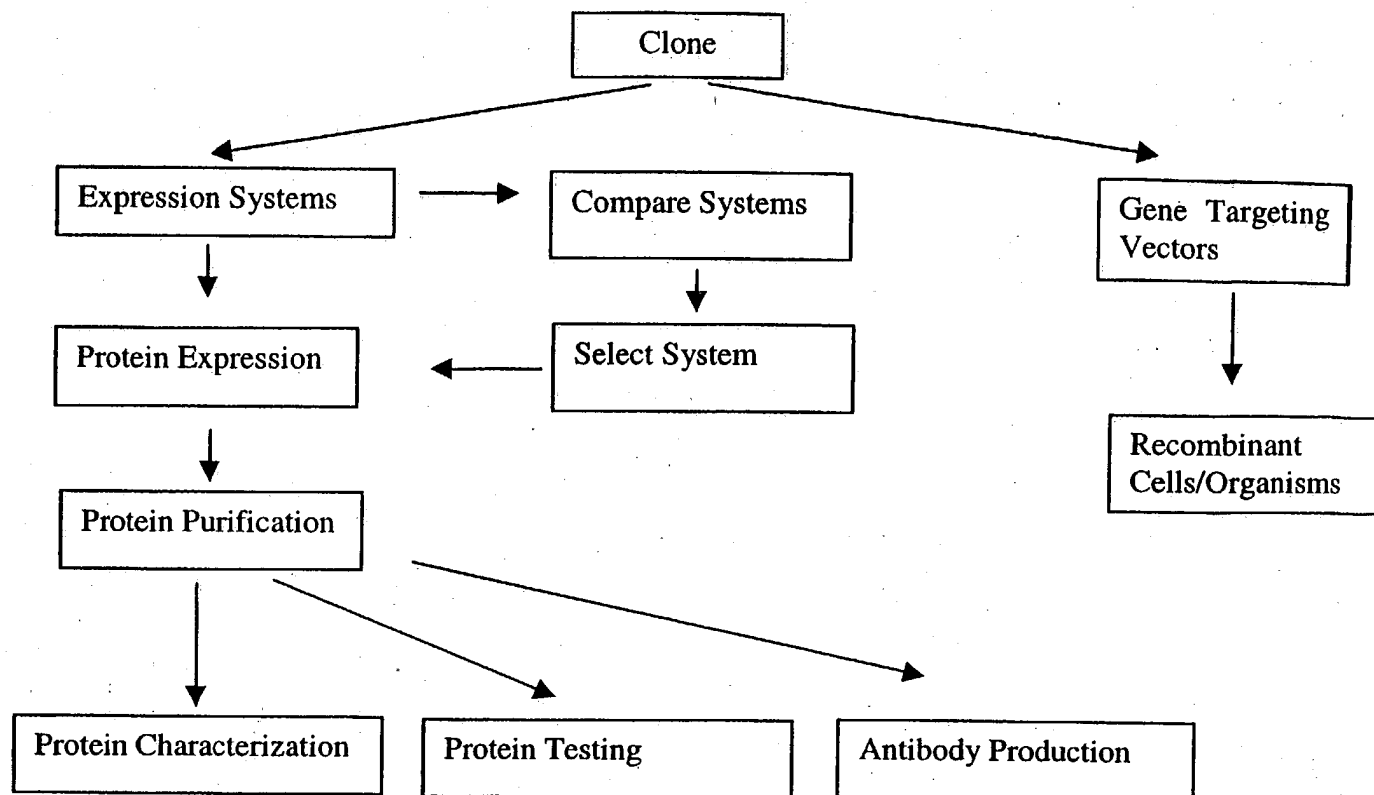 Clone
Expression Systems
Compare Systems
Gene Targeting
Vectors
Protein Expression
Select System
Recombinant
Cells/Organisms
Protein Purification
Protein Characterization
Protein Testing
Antibody Production